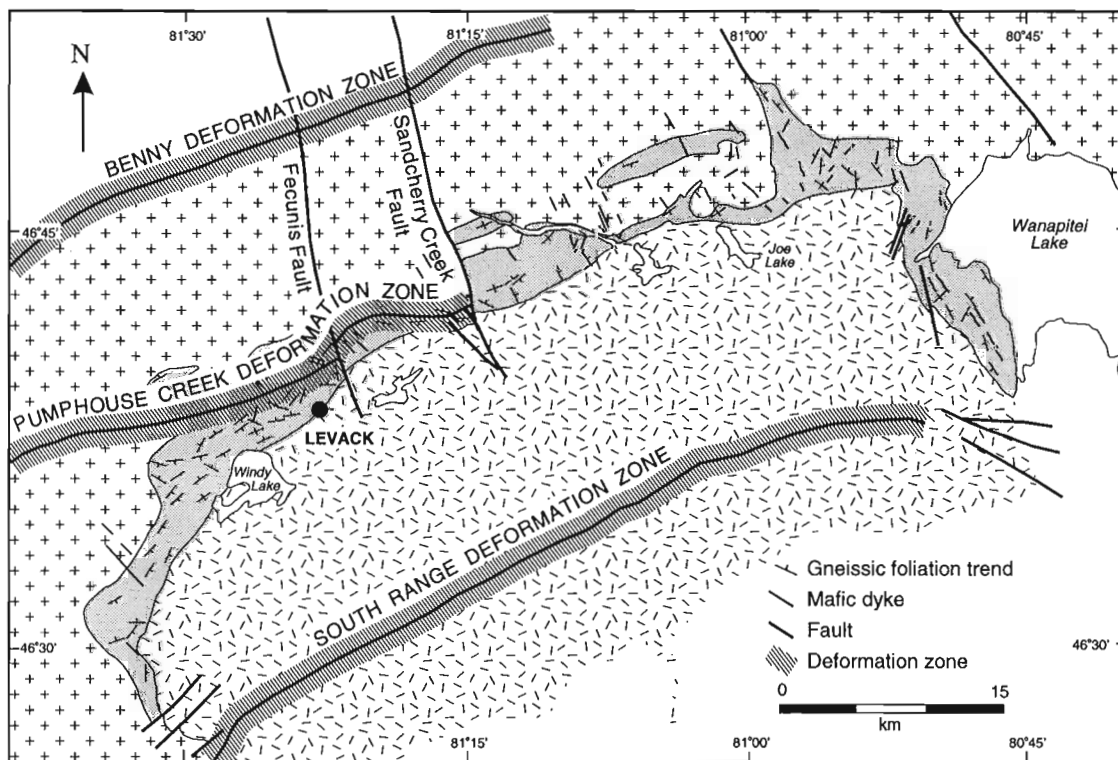 81°30' 81°15' 81°00' 80°45'
N
BENNY DEFORMATION ZONE
Fecunis Fault
Sandcherry Creek
Fault
46°45'
Wanapitei
Lake
Joe
Lake
PUMPHOUSE CREEK DEFORMATION ZONE
LEVACK
Windy
Lake
SOUTH RANGE DEFORMATION ZONE
Gneissic foliation trend
Mafic dyke
Fault
Deformation zone
46°30' 46°30'
0 15
km
81°15' 81°00' 80°45'